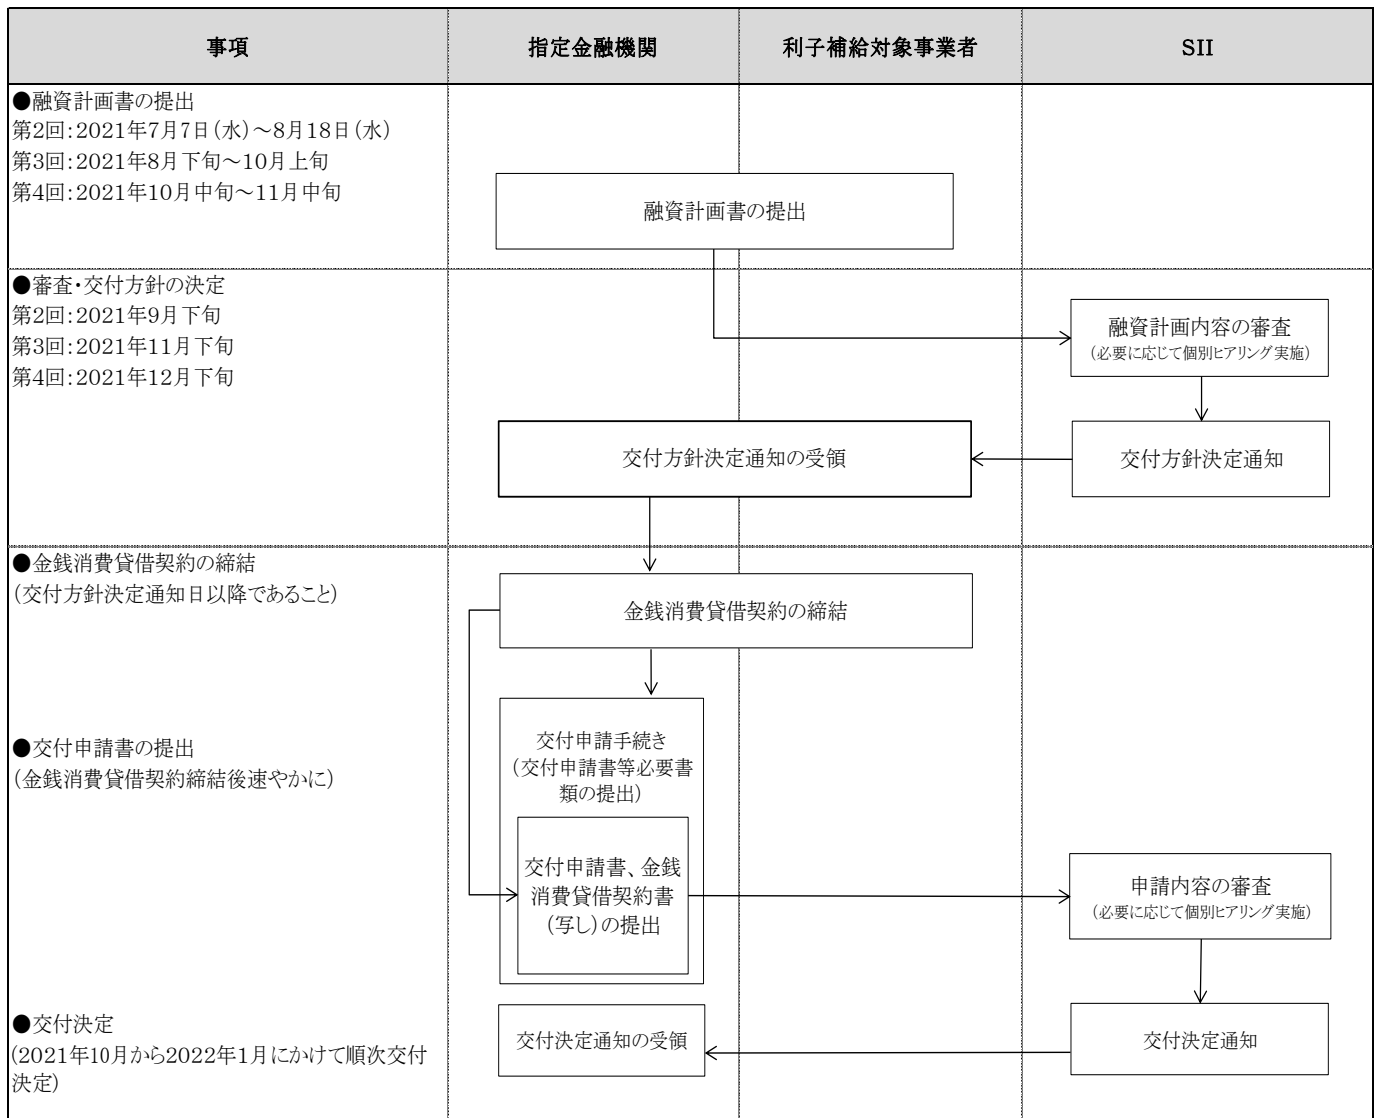 事項
指定金融機関
利子補給対象事業者
SII
●融資計画書の提出
第2回:2021年7月7日(水)~8月18日(水)
第3回:2021年8月下旬~10月上旬
第4回:2021年10月中旬~11月中旬
融資計画書の提出
●審査・交付方針の決定
第2回:2021年9月下旬
第3回:2021年11月下旬
第4回:2021年12月下旬
融資計画内容の審査
(必要に応じて個別ヒアリング実施)
交付方針決定通知の受領
交付方針決定通知
●金銭消費貸借契約の締結
(交付方針決定通知日以降であること)
金銭消費貸借契約の締結
●交付申請書の提出
(金銭消費貸借契約締結後速やかに)
交付申請手続き
(交付申請書等必要書
類の提出)
交付申請書、金銭
消費貸借契約書
(写し)の提出
申請内容の審査
(必要に応じて個別ヒアリング実施)
●交付決定
(2021年10月から2022年1月にかけて順次交付
決定)
交付決定通知の受領
交付決定通知